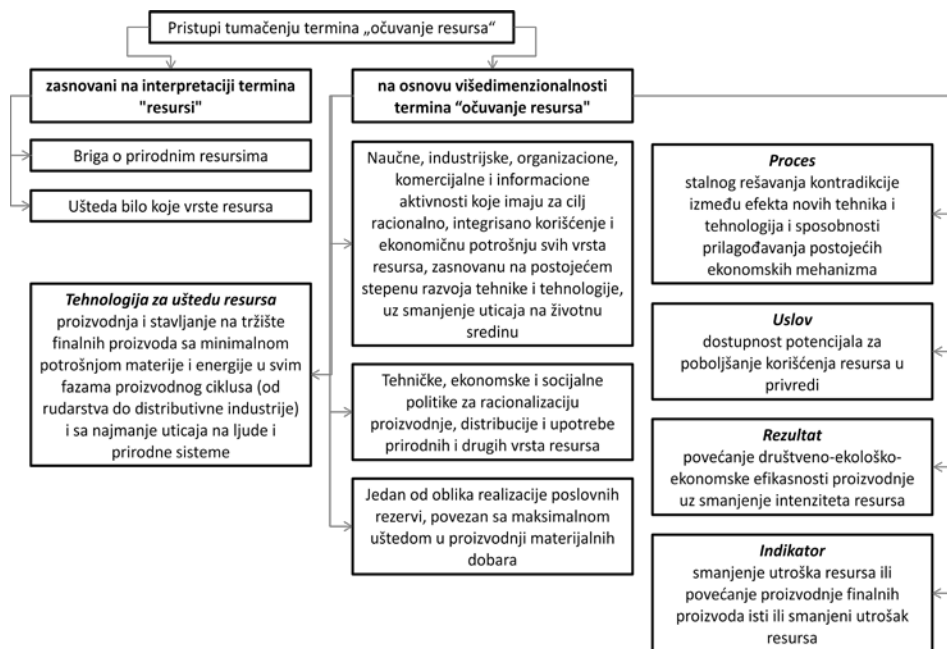 Pristupi tumačenju termina „očuvanje resursa“
zasnovani na interpretaciji termina
"resursi"
Briga o prirodnim resursima
Ušteda bilo koje vrste resursa
Tehnologija za uštedu resursa
proizvodnja i stavljanje na tržište
finalnih proizvoda sa minimalnom
potrošnjom materije i energije u svim
fazama proizvodnog ciklusa (od
rudarstva do distributivne industrije)
i sa najmanje uticaja na ljude i
prirodne sisteme
na osnovu višedimenzionalnosti
termina “očuvanje resursa”
Naučne, industrijske, organizacione,
komercijalne i informacione
aktivnosti koje imaju za cilj
racionalno, integrisano korišćenje i
ekonomičnu potrošnju svih vrsta
resursa, zasnovanu na postojećem
stepenu razvoja tehnike i tehnologije,
uz smanjenje uticaja na životnu
sredinu
Tehničke, ekonomske i socijalne
politike za racionalizaciju
proizvodnje, distribucije i upotrebe
prirodnih i drugih vrsta resursa
Jedan od oblika realizacije poslovnih
rezervi, povezan sa maksimalnom
uštedom u proizvodnji materijalnih
dobara
Proces
stalnog rešavanja kontradikcije
između efekta novih tehnika i
tehnologija i sposobnosti
prilagođavanja postojećih
ekonomskih mehanizma
Uslov
dostupnost potencijala za
poboljšanje korišćenja resursa u
privredi
Rezultat
povećanje društveno-ekološko-
ekonomske efikasnosti proizvodnje
uz smanjenje intenziteta resursa
Indikator
smanjenje utroška resursa ili
povećanje proizvodnje finalnih
proizvoda isti ili smanjeni utrošak
resursa